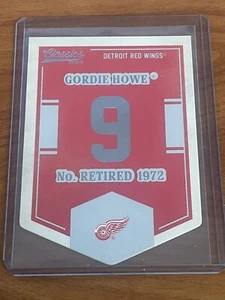 Classics
DETROIT RED WINGS®
GORDIE HOWE®
9
No. RETIRED 1972